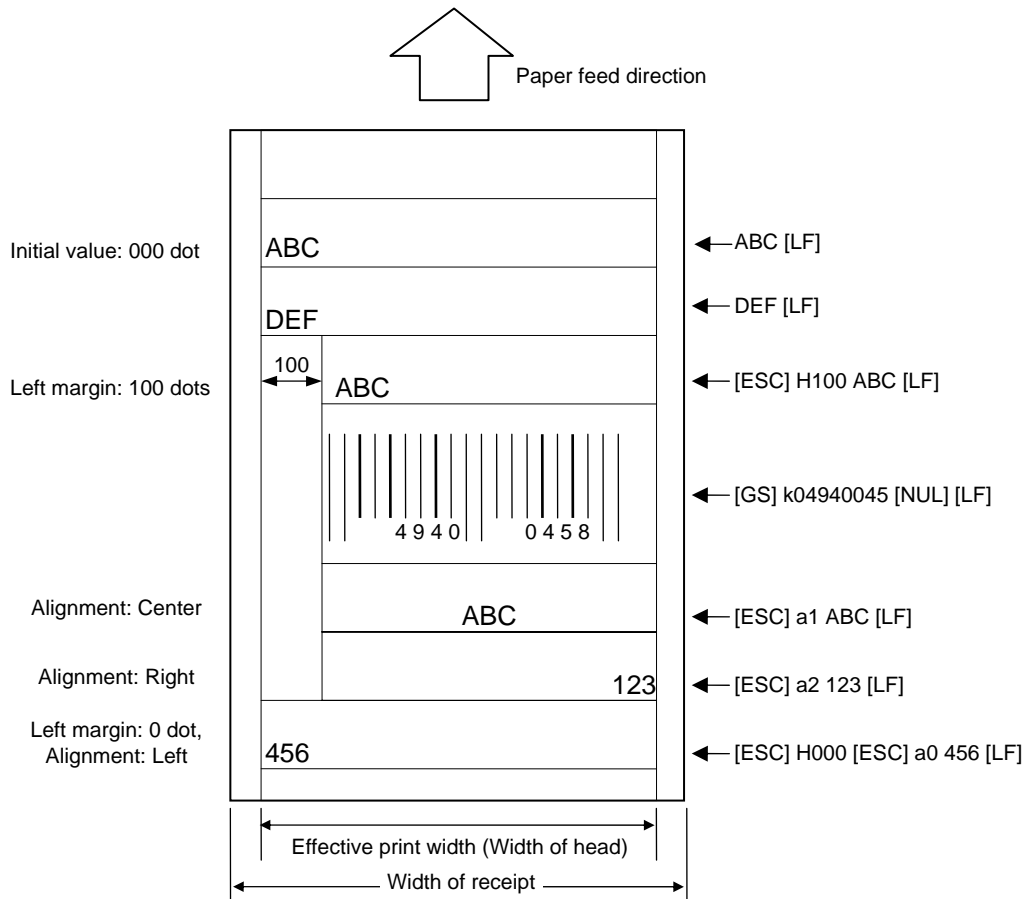 Paper feed direction
Initial value: 000 dot
ABC
ABC [LF]
DEF
DEF [LF]
100
Left margin: 100 dots
ABC
[ESC] H100 ABC [LF]
4940 0458
[GS] k04940045 [NUL] [LF]
Alignment: Center
ABC
[ESC] a1 ABC [LF]
Alignment: Right
123
[ESC] a2 123 [LF]
Left margin: 0 dot,
Alignment: Left
456
[ESC] H000 [ESC] a0 456 [LF]
Effective print width (Width of head)
Width of receipt